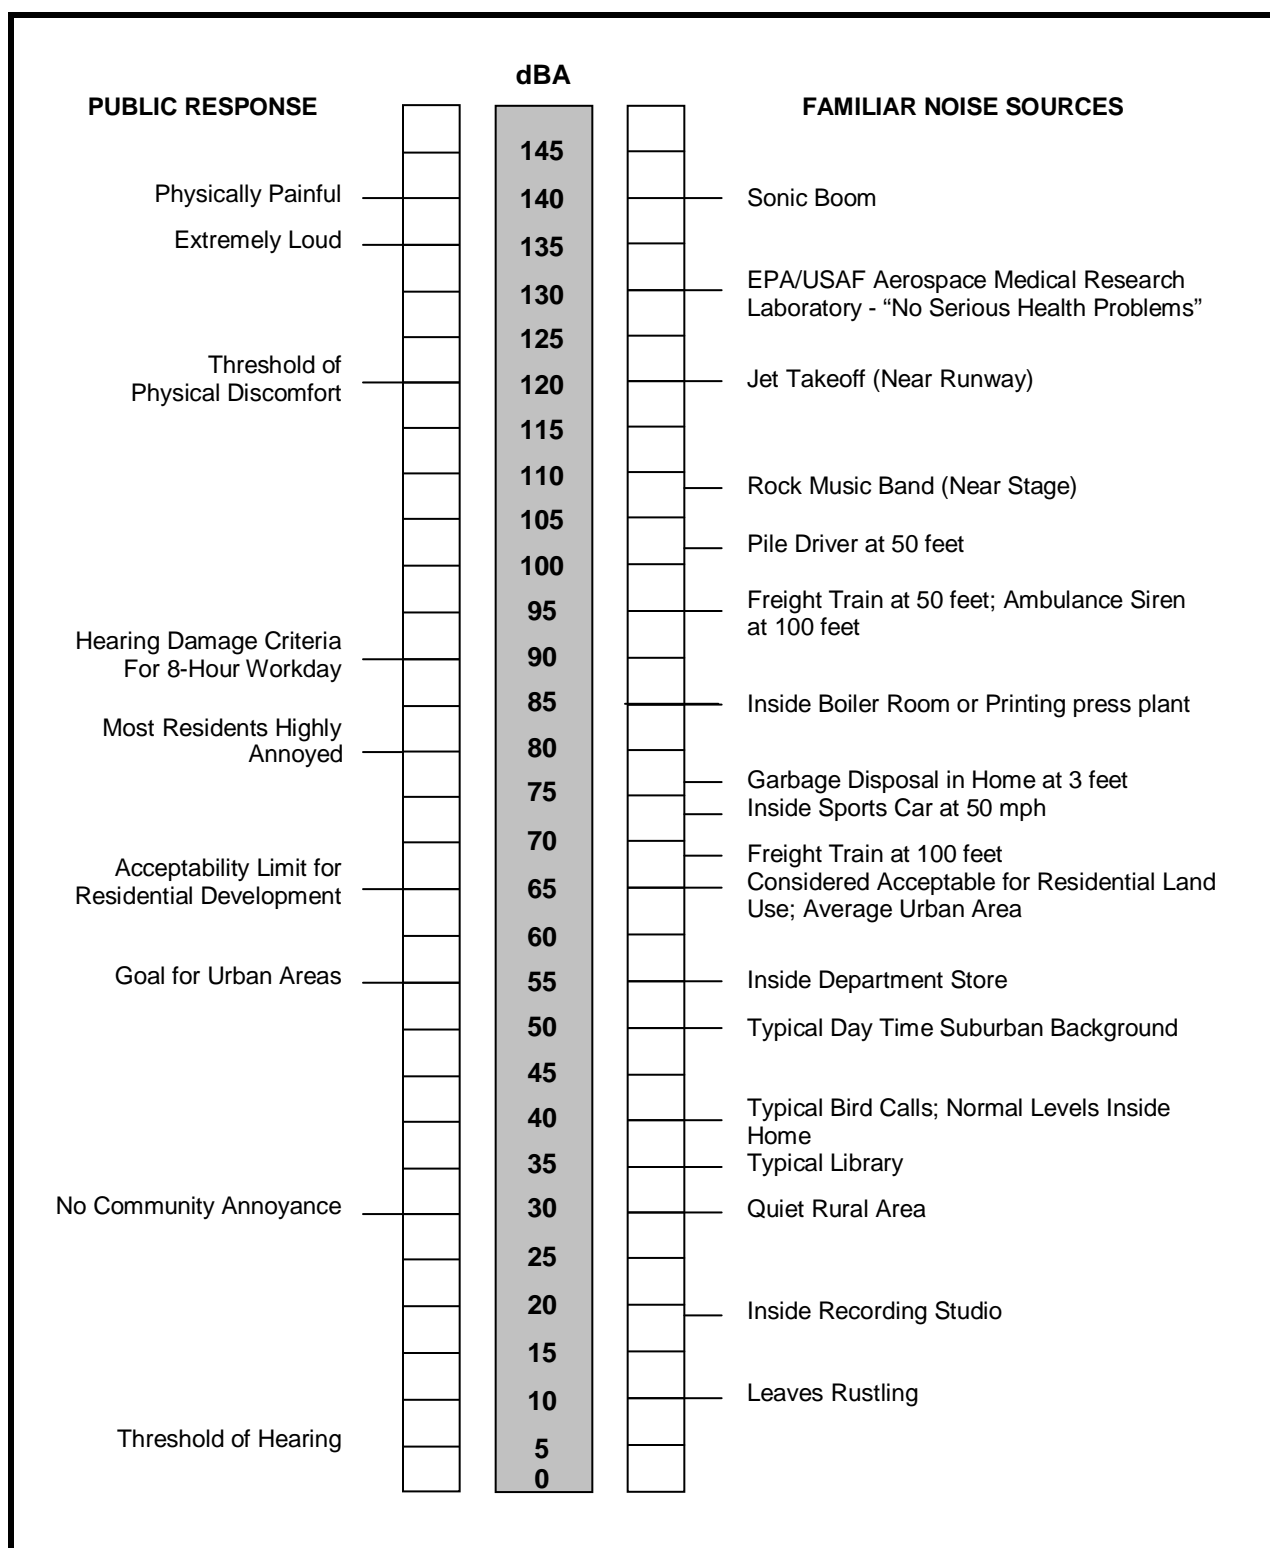 dBA
PUBLIC RESPONSE
FAMILIAR NOISE SOURCES
145
Physically Painful
140
Sonic Boom
Extremely Loud
135
EPA/USAF Aerospace Medical Research
130
Laboratory - “No Serious Health Problems”
125
Threshold of
Physical Discomfort
120
Jet Takeoff (Near Runway)
115
110
Rock Music Band (Near Stage)
105
Pile Driver at 50 feet
100
95
Freight Train at 50 feet; Ambulance Siren
at 100 feet
Hearing Damage Criteria
For 8-Hour Workday
90
85
Inside Boiler Room or Printing press plant
Most Residents Highly
Annoyed
80
Garbage Disposal in Home at 3 feet
75
Inside Sports Car at 50 mph
70
Freight Train at 100 feet
Acceptability Limit for
Residential Development
65
Considered Acceptable for Residential Land
Use; Average Urban Area
60
Goal for Urban Areas
55
Inside Department Store
50
Typical Day Time Suburban Background
45
40
Typical Bird Calls; Normal Levels Inside
Home
35
Typical Library
No Community Annoyance
30
Quiet Rural Area
25
20
Inside Recording Studio
15
10
Leaves Rustling
Threshold of Hearing
5
0